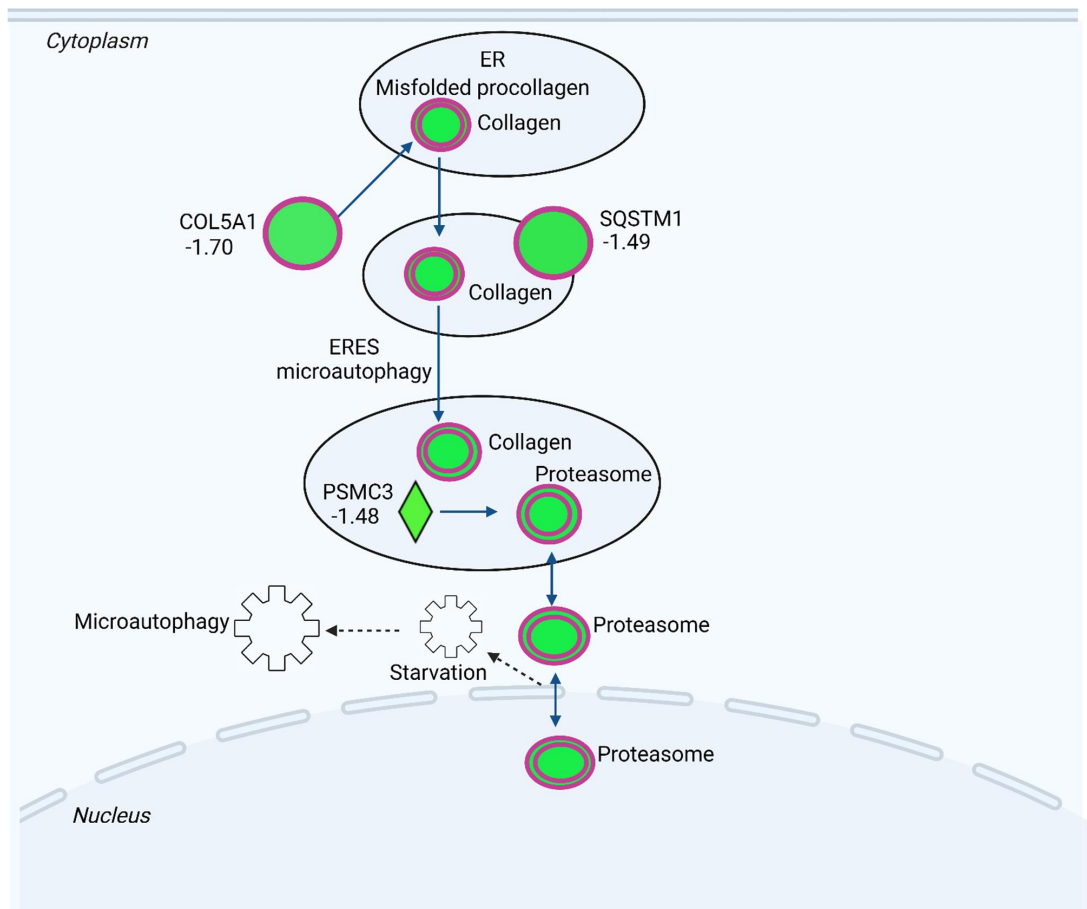 Cytoplasm
ER
Misfolded procollagen
Collagen
COL5A1
-1.70
SQSTM1
-1.49
Collagen
ERES
microautophagy
Collagen
Proteasome
PSMC3
-1.48
Microautophagy
Proteasome
Starvation
Proteasome
Nucleus